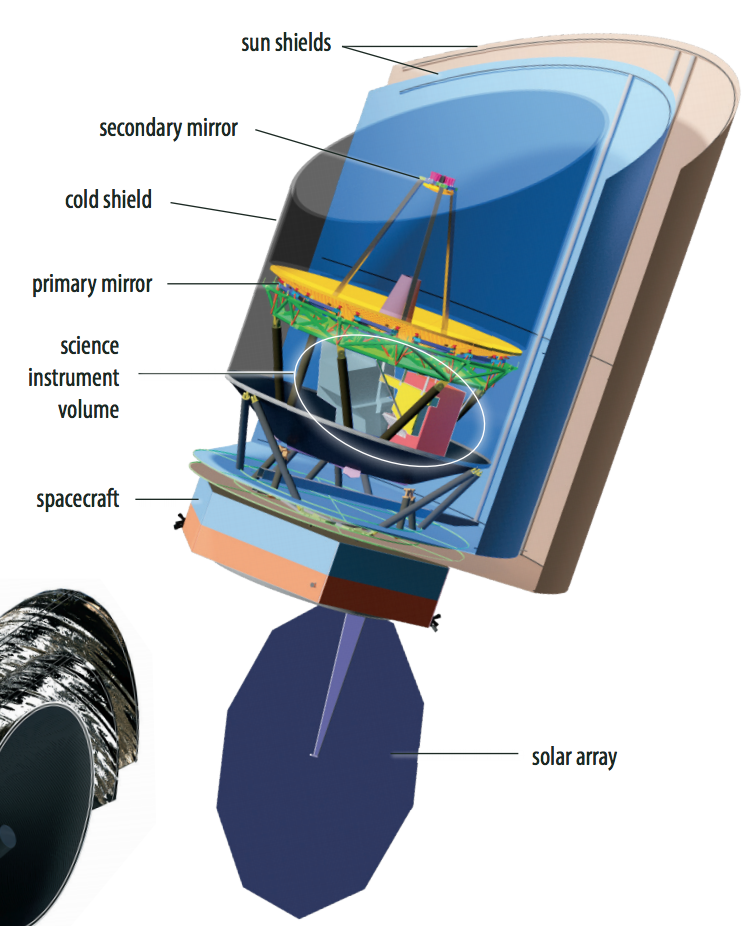 sun shields
secondary mirror
cold shield
primary mirror
science
instrument
volume
spacecraft
solar array